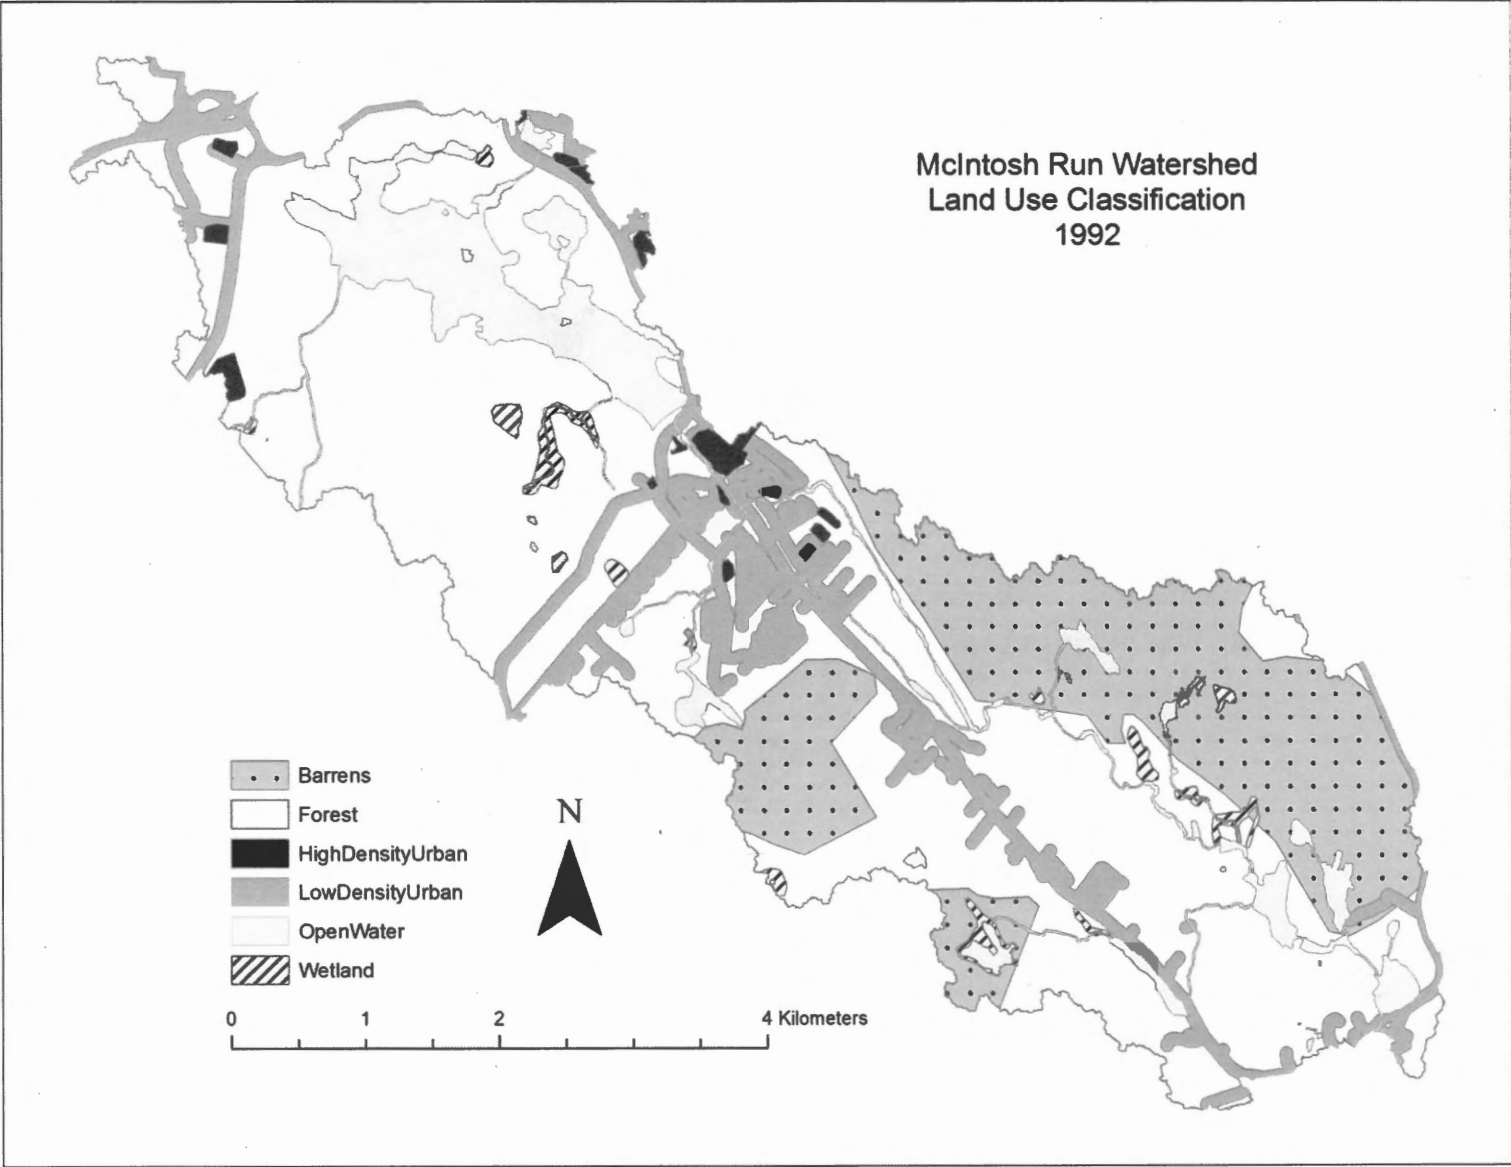 McIntosh Run Watershed
Land Use Classification
1992
Barrens
Forest
HighDensityUrban
LowDensityUrban
OpenWater
Wetland
N
0 1 2 4 Kilometers